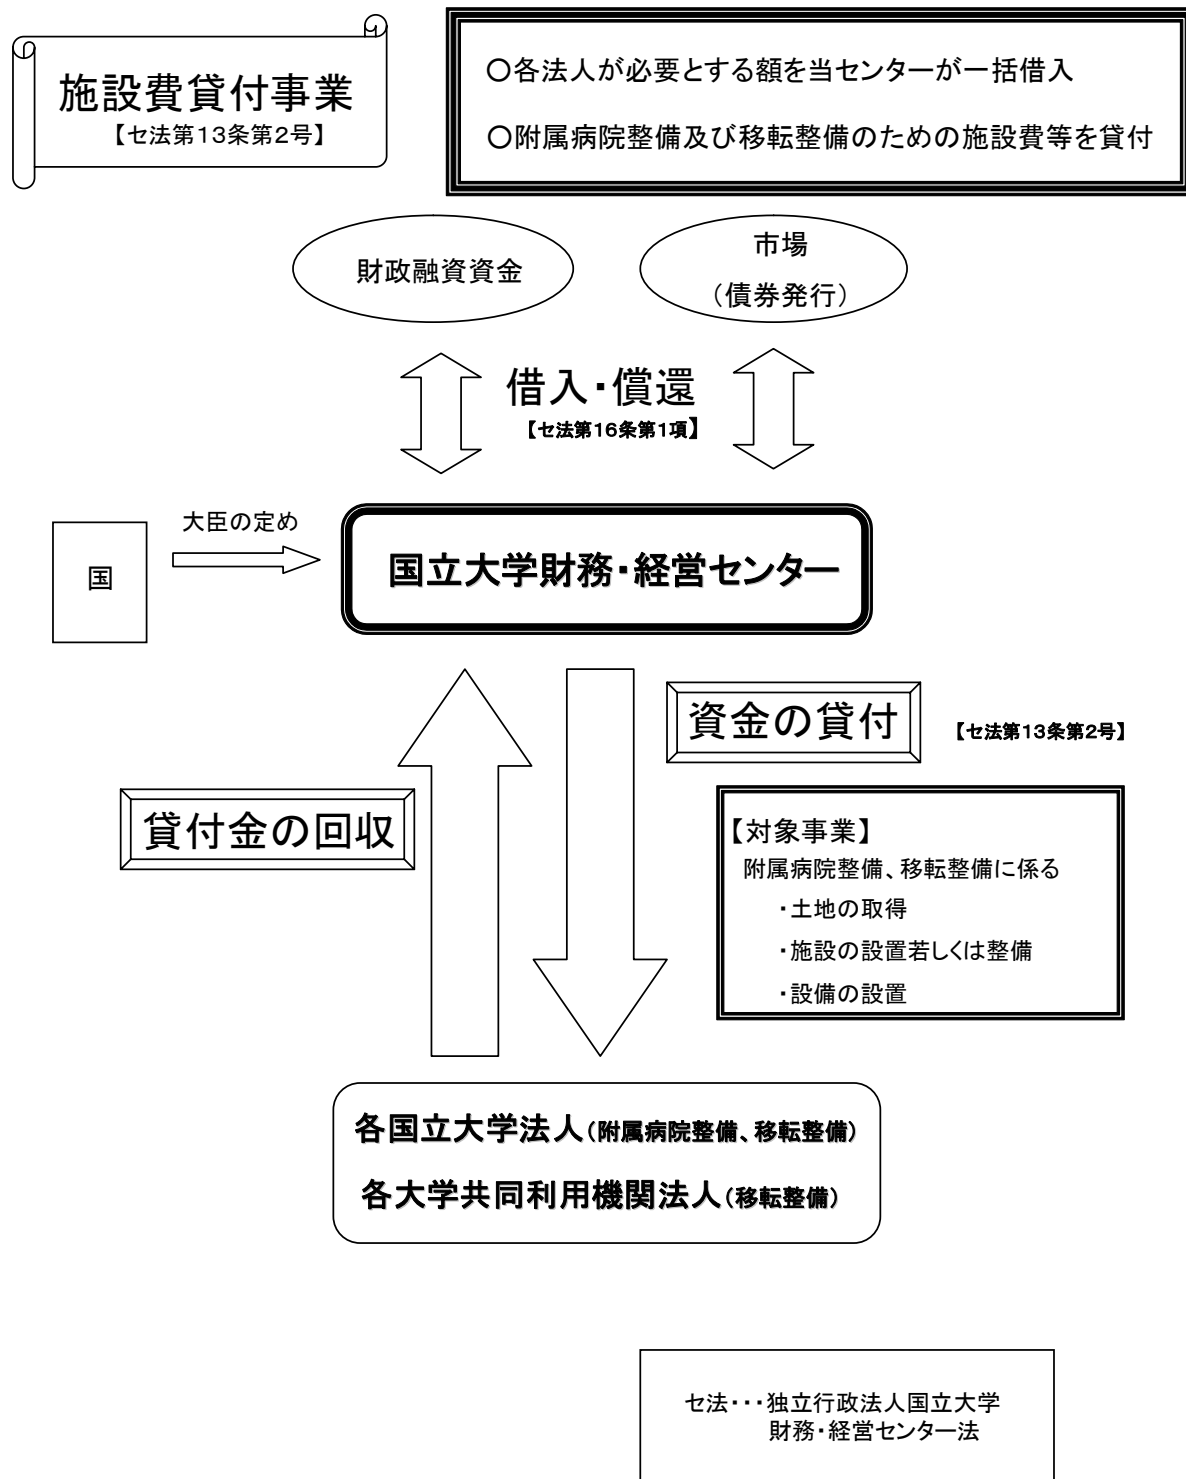 施設費貸付事業
【セ法第13条第2号】
○各法人が必要とする額を当センターが一括借入
○附属病院整備及び移転整備のための施設費等を貸付
財政融資資金
市場
（債券発行）
借入・償還
【セ法第16条第1項】
国
大臣の定め
国立大学財務・経営センター
資金の貸付
【セ法第13条第2号】
貸付金の回収
【対象事業】
附属病院整備、移転整備に係る
・土地の取得
・施設の設置若しくは整備
・設備の設置
各国立大学法人（附属病院整備、移転整備）
各大学共同利用機関法人（移転整備）
セ法・・・独立行政法人国立大学
財務・経営センター法